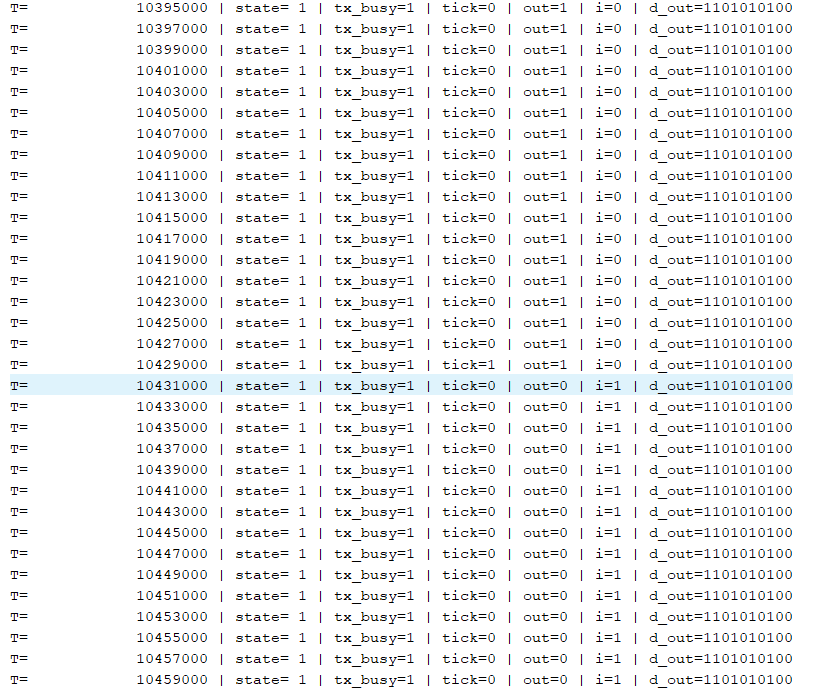 T=             10395000 | state= 1 | tx_busy=1 | tick=0 | out=1 | i=0 | d_out=1101010100
T=             10397000 | state= 1 | tx_busy=1 | tick=0 | out=1 | i=0 | d_out=1101010100
T=             10399000 | state= 1 | tx_busy=1 | tick=0 | out=1 | i=0 | d_out=1101010100
T=             10401000 | state= 1 | tx_busy=1 | tick=0 | out=1 | i=0 | d_out=1101010100
T=             10403000 | state= 1 | tx_busy=1 | tick=0 | out=1 | i=0 | d_out=1101010100
T=             10405000 | state= 1 | tx_busy=1 | tick=0 | out=1 | i=0 | d_out=1101010100
T=             10407000 | state= 1 | tx_busy=1 | tick=0 | out=1 | i=0 | d_out=1101010100
T=             10409000 | state= 1 | tx_busy=1 | tick=0 | out=1 | i=0 | d_out=1101010100
T=             10411000 | state= 1 | tx_busy=1 | tick=0 | out=1 | i=0 | d_out=1101010100
T=             10413000 | state= 1 | tx_busy=1 | tick=0 | out=1 | i=0 | d_out=1101010100
T=             10415000 | state= 1 | tx_busy=1 | tick=0 | out=1 | i=0 | d_out=1101010100
T=             10417000 | state= 1 | tx_busy=1 | tick=0 | out=1 | i=0 | d_out=1101010100
T=             10419000 | state= 1 | tx_busy=1 | tick=0 | out=1 | i=0 | d_out=1101010100
T=             10421000 | state= 1 | tx_busy=1 | tick=0 | out=1 | i=0 | d_out=1101010100
T=             10423000 | state= 1 | tx_busy=1 | tick=0 | out=1 | i=0 | d_out=1101010100
T=             10425000 | state= 1 | tx_busy=1 | tick=0 | out=1 | i=0 | d_out=1101010100
T=             10427000 | state= 1 | tx_busy=1 | tick=0 | out=1 | i=0 | d_out=1101010100
T=             10429000 | state= 1 | tx_busy=1 | tick=1 | out=1 | i=0 | d_out=1101010100
T=             10431000 | state= 1 | tx_busy=1 | tick=0 | out=0 | i=1 | d_out=1101010100
T=             10433000 | state= 1 | tx_busy=1 | tick=0 | out=0 | i=1 | d_out=1101010100
T=             10435000 | state= 1 | tx_busy=1 | tick=0 | out=0 | i=1 | d_out=1101010100
T=             10437000 | state= 1 | tx_busy=1 | tick=0 | out=0 | i=1 | d_out=1101010100
T=             10439000 | state= 1 | tx_busy=1 | tick=0 | out=0 | i=1 | d_out=1101010100
T=             10441000 | state= 1 | tx_busy=1 | tick=0 | out=0 | i=1 | d_out=1101010100
T=             10443000 | state= 1 | tx_busy=1 | tick=0 | out=0 | i=1 | d_out=1101010100
T=             10445000 | state= 1 | tx_busy=1 | tick=0 | out=0 | i=1 | d_out=1101010100
T=             10447000 | state= 1 | tx_busy=1 | tick=0 | out=0 | i=1 | d_out=1101010100
T=             10449000 | state= 1 | tx_busy=1 | tick=0 | out=0 | i=1 | d_out=1101010100
T=             10451000 | state= 1 | tx_busy=1 | tick=0 | out=0 | i=1 | d_out=1101010100
T=             10453000 | state= 1 | tx_busy=1 | tick=0 | out=0 | i=1 | d_out=1101010100
T=             10455000 | state= 1 | tx_busy=1 | tick=0 | out=0 | i=1 | d_out=1101010100
T=             10457000 | state= 1 | tx_busy=1 | tick=0 | out=0 | i=1 | d_out=1101010100
T=             10459000 | state= 1 | tx_busy=1 | tick=0 | out=0 | i=1 | d_out=1101010100